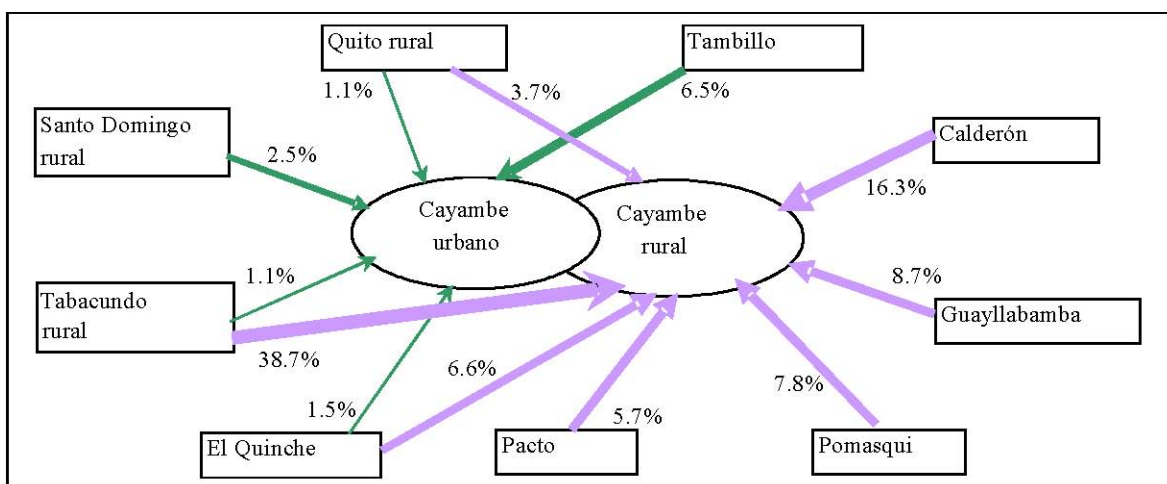 Quito rural
Tambillo
1.1%
3.7%
6.5%
Santo Domingo
rural
2.5%
Calderón
16.3%
Cayambe
urbano
Cayambe
rural
1.1%
8.7%
Tabacundo
rural
Guayllabamba
38.7%
6.6%
7.8%
1.5%
5.7%
El Quinche
Pacto
Pomasqui